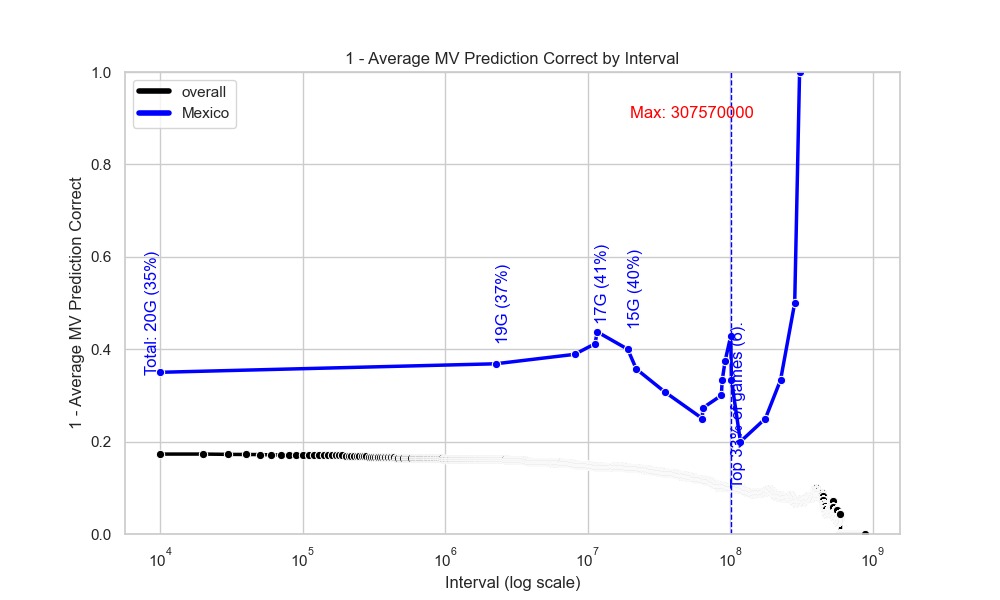 1 - Average MV Prediction Correct by Interval
1 - Average MV Prediction Correct
1.0
0.8
0.6
0.4
0.2
0.0
overall
Mexico
Max: 307570000
Total: 20G (35%)
19G (37%)
17G (41%)
15G (40%)
Top 33% of games (6).
10^4
10^5
10^6
10^7
10^8
10^9
Interval (log scale)